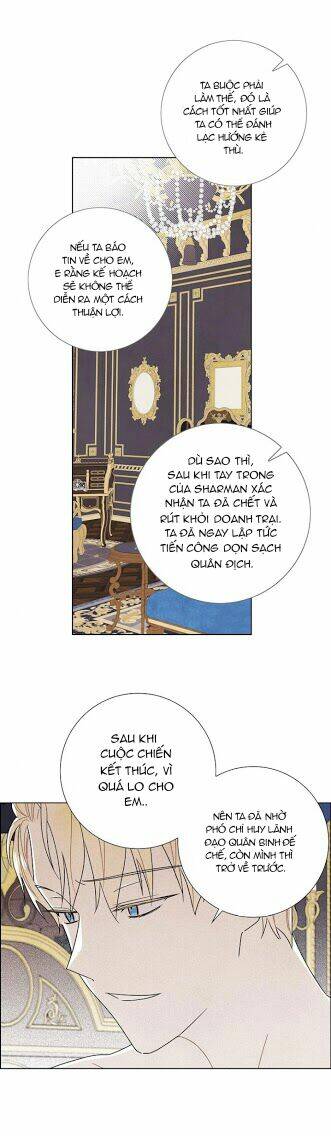 TA BUỘC PHẢI
LÀM THẾ, ĐÓ LÀ
CÁCH TỐT NHẤT GIÚP
TA CÓ THỂ ĐÁNH
LẠC HƯỚNG KẺ
THÙ.
NẾU TA BÁO
TIN VỀ CHO EM,
E RẰNG KẾ HOẠCH
SẼ KHÔNG THỂ
DIỄN RA MỘT CÁCH
THUẬN LỢI.
DÙ SAO THÌ,
SAU KHI TAY TRONG
CỦA SHARMAN XÁC
NHẬN TA ĐÃ CHẾT VÀ
RÚT KHỎI DOANH TRẠI.
TA ĐÃ NGAY LẬP TỨC
TIẾN CÔNG DỌN SẠCH
QUÂN ĐỊCH.
SAU KHI
CUỘC CHIẾN
KẾT THÚC, VÌ
QUÁ LO CHO
EM..
NÊN TA ĐÃ NHỜ
PHÓ CHỈ HUY LÃNH
ĐẠO QUÂN BINH ĐẾ
CHẾ, CÒN MÌNH THÌ
TRỞ VỀ TRƯỚC.